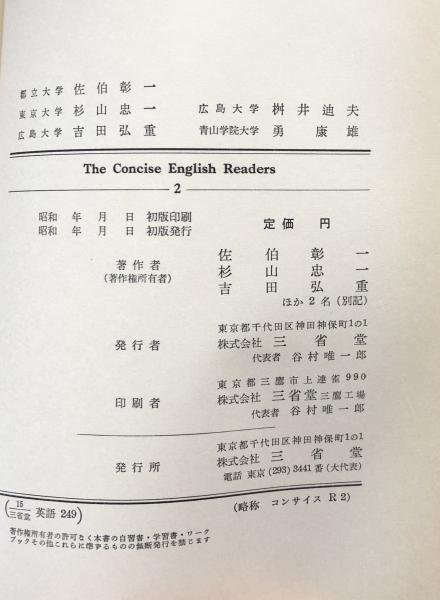 都立大学 佐伯彰一
東京大学 杉山忠一 広島大学 桝井迪夫
広島大学 吉田弘重 青山学院大学 勇康雄
The Concise English Readers
2
昭和 年 月 日 初版印刷
昭和 年 月 日 初版発行
定価 円
著作者
(著作権所有者)
佐伯彰一
杉山忠一
吉田弘重
ほか2名(別記)
発行者
東京都千代田区神田神保町1の1
株式会社 三省堂
代表者 谷村唯一郎
印刷者
東京都三鷹市上連雀990
株式会社 三省堂三鷹工場
代表者 谷村唯一郎
発行所
東京都千代田区神田神保町1の1
株式会社 三省堂
電話 東京(293)3441番(大代表)
(15 三省堂 英語249)
(略称 コンサイス R2)
著作権所有者の許可なく本書の自習書・学習書・ワーク
ブックその他これらに準ずるものの無断発行を禁じます